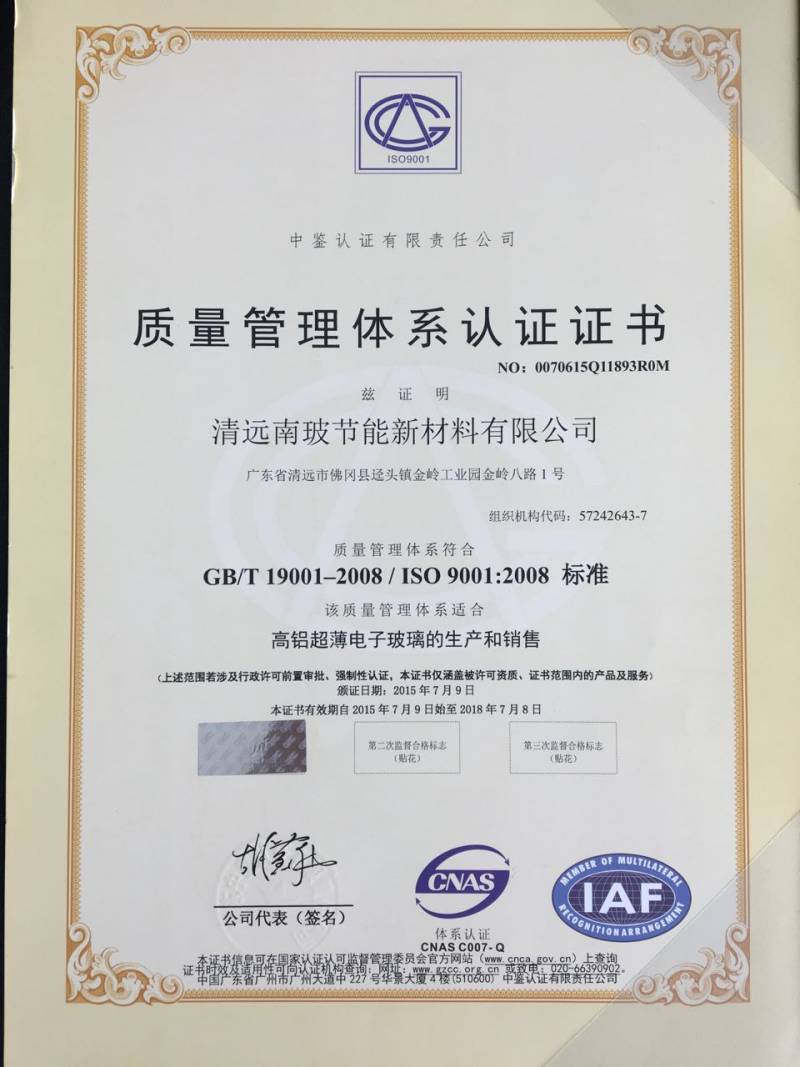 ISO9001
中鉴认证有限责任公司
质量管理体系认证证书
NO：0070615Q11893R0M
兹 证 明
清远南玻节能新材料有限公司
广东省清远市佛冈县迳头镇金岭工业园金岭八路1号
组织机构代码：57242643-7
质量管理体系符合
GB/T 19001–2008 / ISO 9001:2008 标准
该质量管理体系适合
高铝超薄电子玻璃的生产和销售
（上述范围若涉及行政许可前置审批、强制性认证，本证书仅涵盖被许可资质、证书范围内的产品及服务）
颁证日期：2015年7月9日
本证书有效期自2015年7月9日始至2018年7月8日
第二次监督合格标志
（贴花）
第三次监督合格标志
（贴花）
公司代表（签名）
CNAS
体系认证
CNAS C007-Q
MEMBER OF MULTILATERAL
IAF
RECOGNITION ARRANGEMENT
本证书信息可在国家认证认可监督管理委员会官方网站（www.cnca.gov.cn）上查询
证书时效及适用性可向认证机构查询：网址：www.gzcc.org.cn 或致电：020-66390902。
中国广东省广州市广州大道中227号华景大厦4楼(510600) 中鉴认证有限责任公司